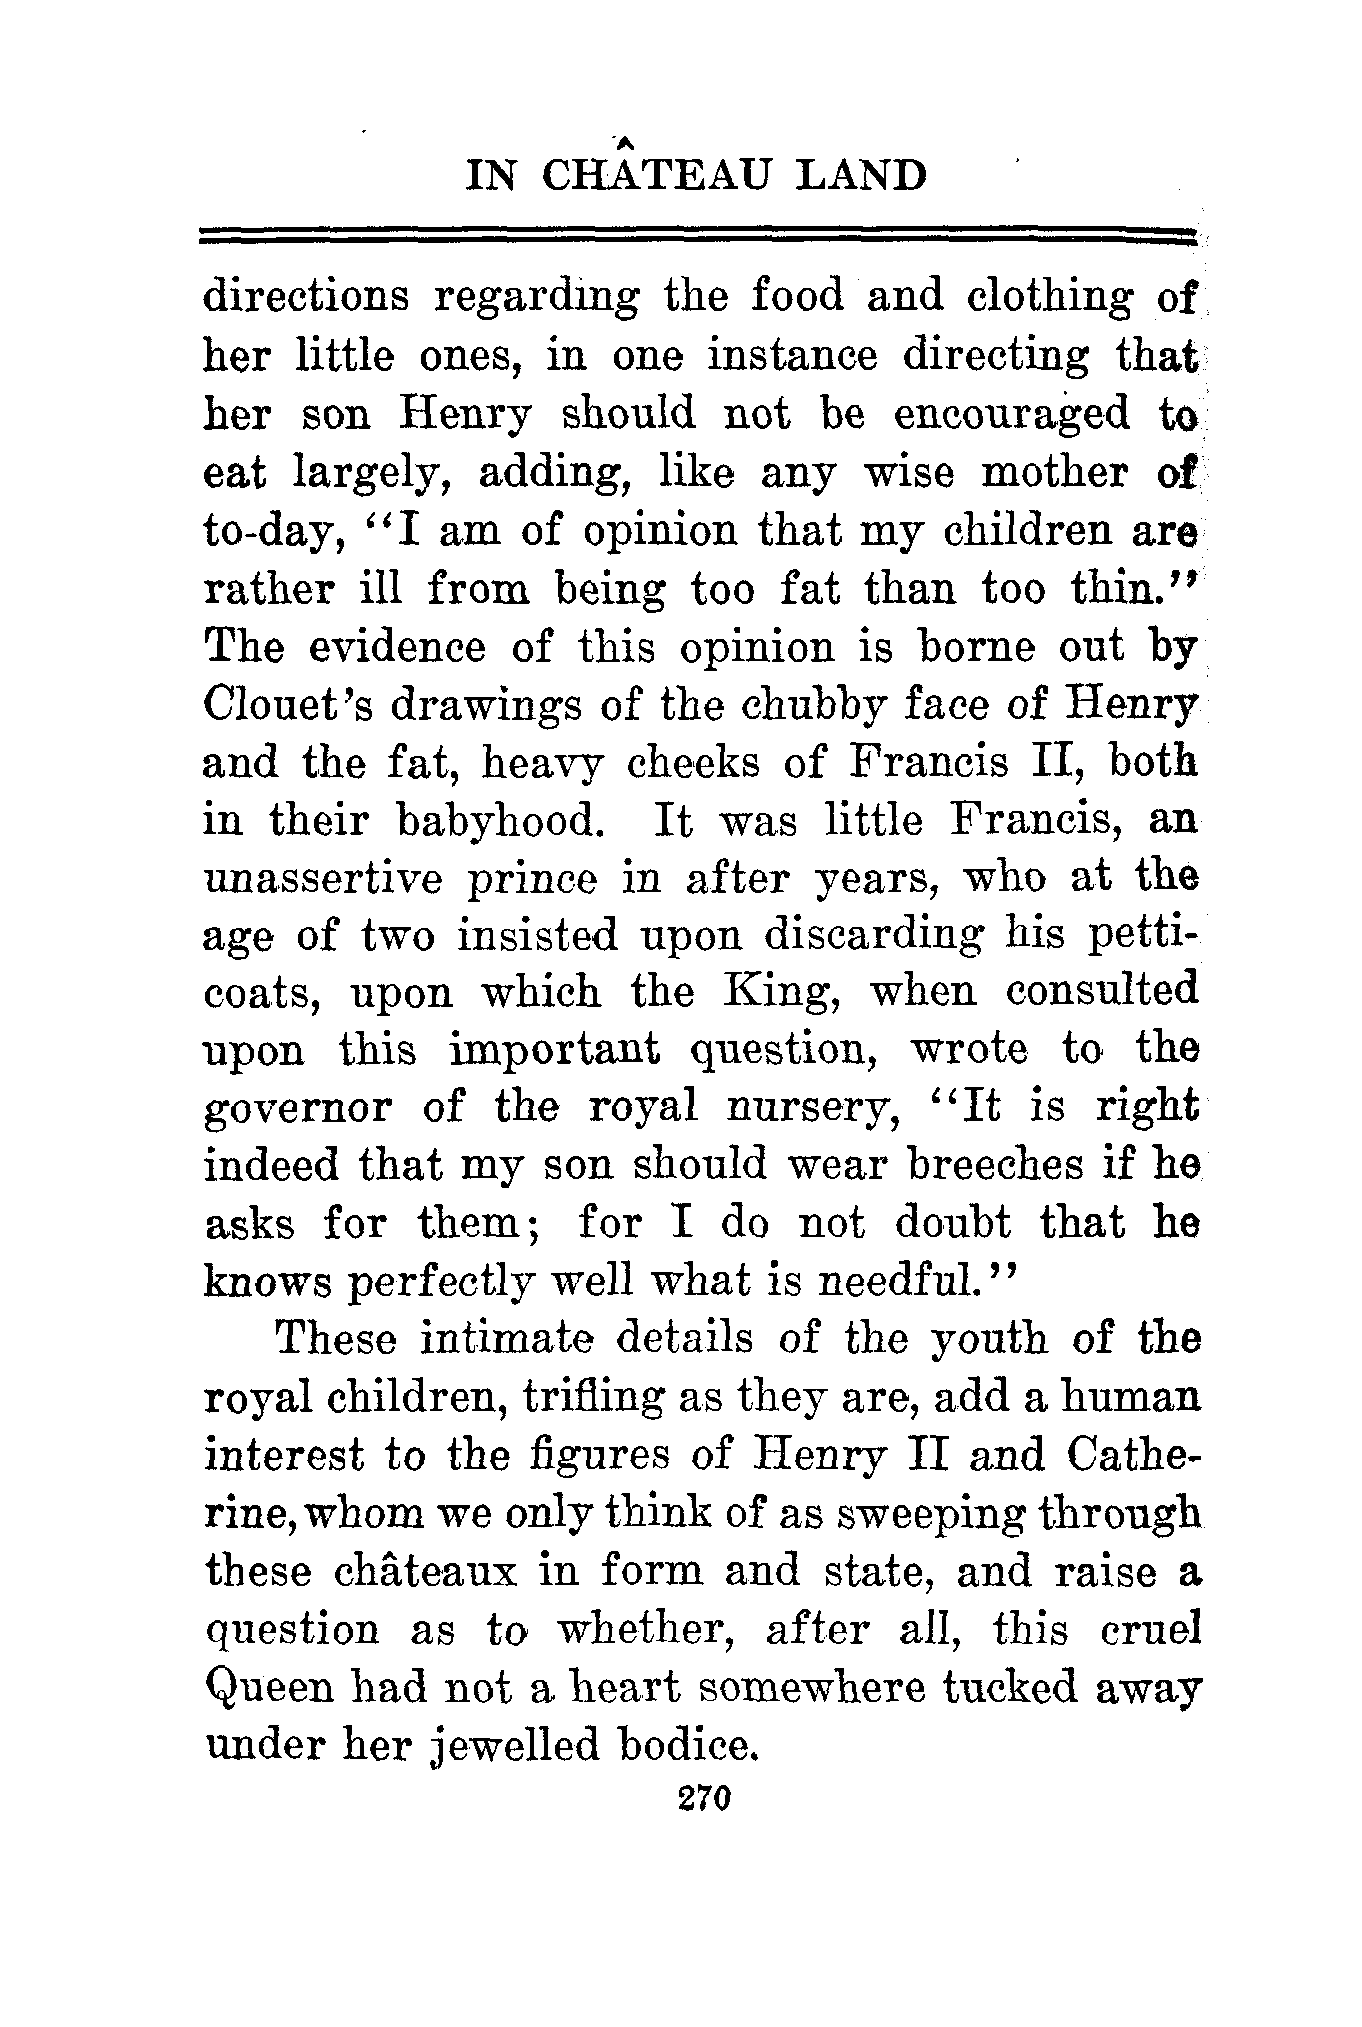 IN CHÂTEAU LAND
directions regarding the food and clothing of
her little ones, in one instance directing that
her son Henry should not be encouraged to
eat largely, adding, like any wise mother of
to-day, "I am of opinion that my children are
rather ill from being too fat than too thin."
The evidence of this opinion is borne out by
Clouet's drawings of the chubby face of Henry
and the fat, heavy cheeks of Francis II, both
in their babyhood. It was little Francis, an
unassertive prince in after years, who at the
age of two insisted upon discarding his petti-
coats, upon which the King, when consulted
upon this important question, wrote to the
governor of the royal nursery, "It is right
indeed that my son should wear breeches if he
asks for them; for I do not doubt that he
knows perfectly well what is needful."
These intimate details of the youth of the
royal children, trifling as they are, add a human
interest to the figures of Henry II and Cathe-
rine, whom we only think of as sweeping through
these châteaux in form and state, and raise a
question as to whether, after all, this cruel
Queen had not a heart somewhere tucked away
under her jewelled bodice.
270